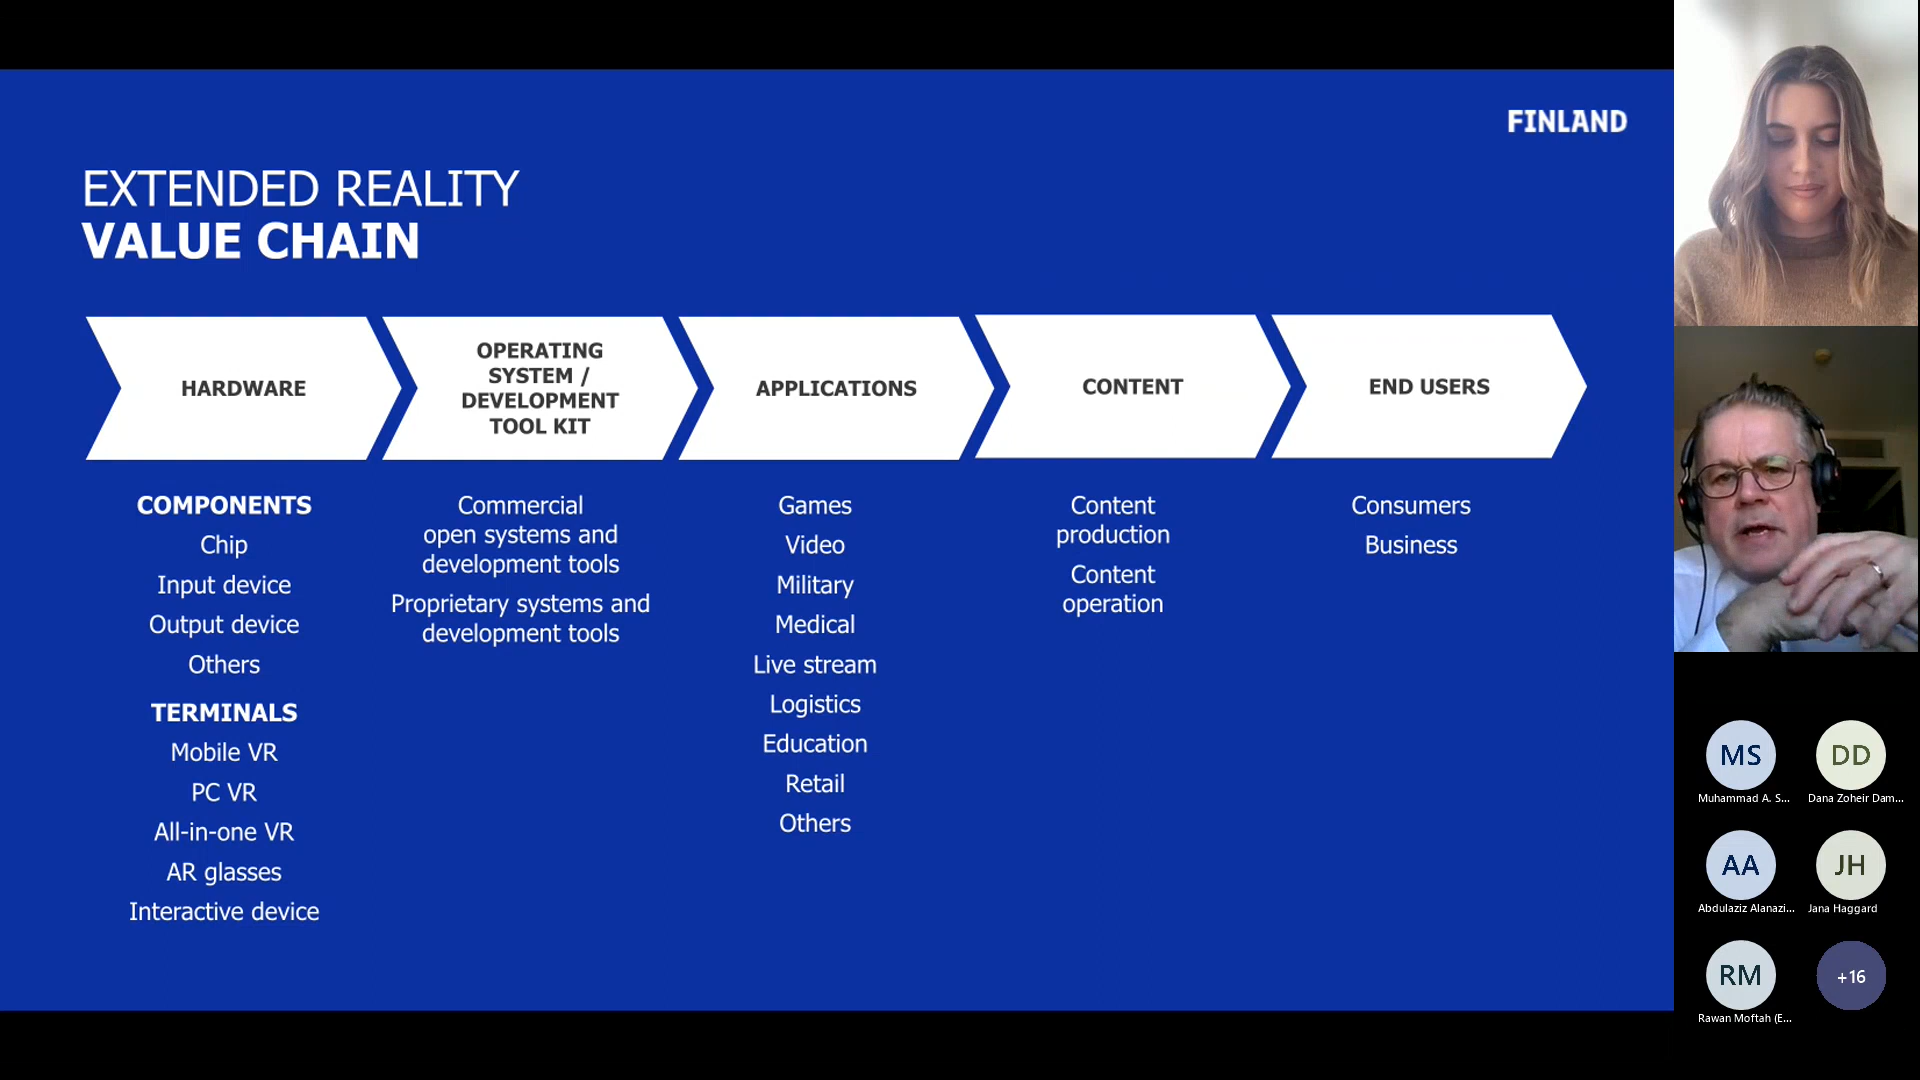 FINLAND
EXTENDED REALITY
VALUE CHAIN
HARDWARE
OPERATING
SYSTEM /
DEVELOPMENT
TOOL KIT
APPLICATIONS
CONTENT
END USERS
COMPONENTS
Chip
Input device
Output device
Others
TERMINALS
Mobile VR
PC VR
All-in-one VR
AR glasses
Interactive device
Commercial
open systems and
development tools
Proprietary systems and
development tools
Games
Video
Military
Medical
Live stream
Logistics
Education
Retail
Others
Content
production
Content
operation
Consumers
Business
MS
Muhammad A. S...
DD
Dana Zoheir Dam...
AA
Abdulaziz Alanazi...
JH
Jana Haggard
RM
Rawan Moftah (E...
+16